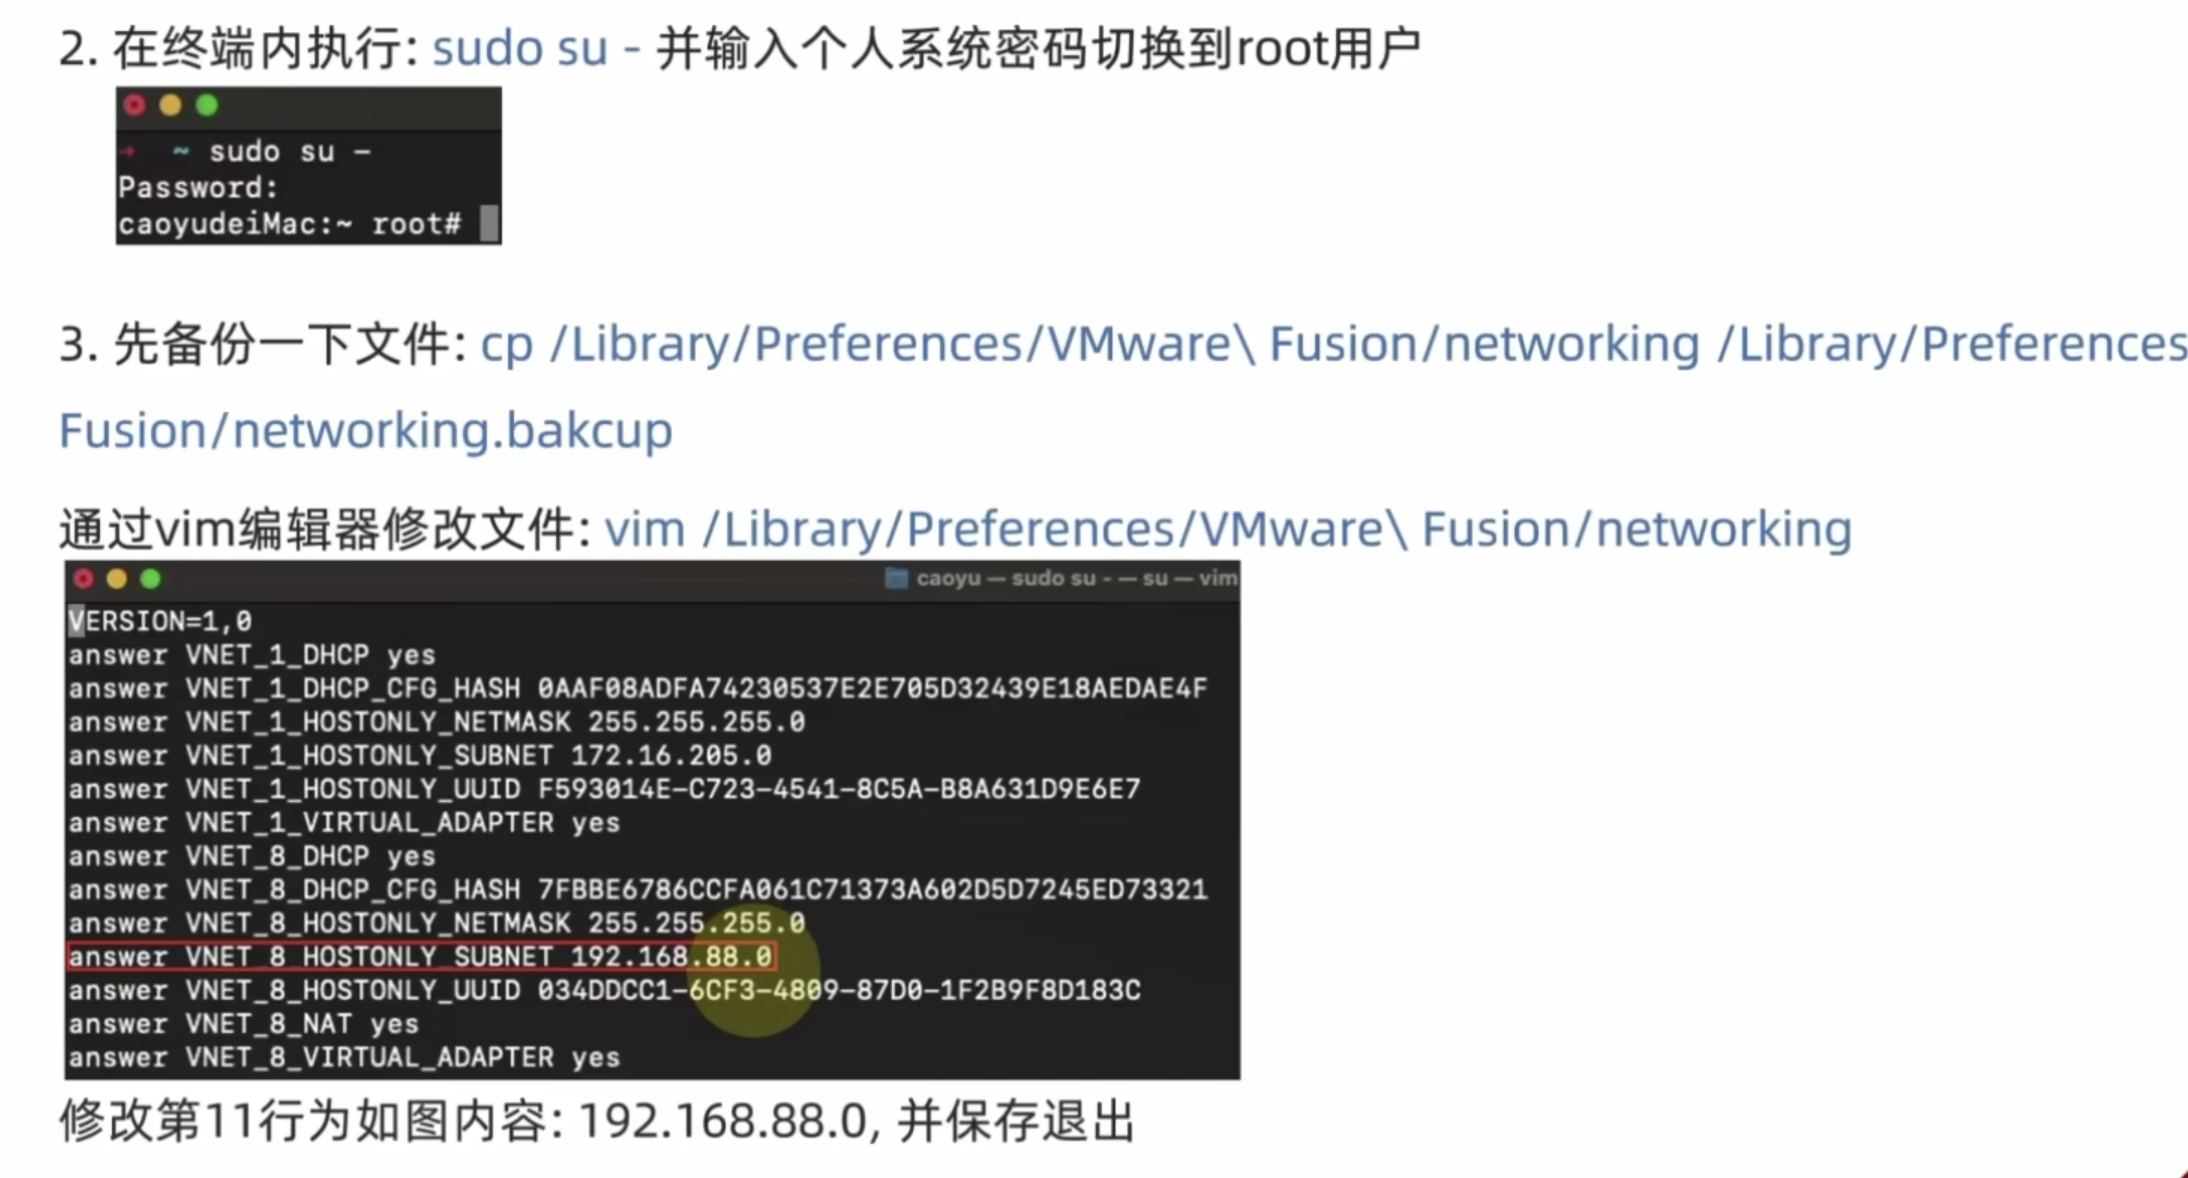 2. 在终端内执行: sudo su - 并输入个人系统密码切换到root用户
→ ~ sudo su -
Password:
caoyudeiMac:~ root#
3. 先备份一下文件: cp /Library/Preferences/VMware\ Fusion/networking /Library/Preferences
Fusion/networking.bakcup
通过vim编辑器修改文件: vim /Library/Preferences/VMware\ Fusion/networking
caoyu — sudo su - — su — vim
VERSION=1,0
answer VNET_1_DHCP yes
answer VNET_1_DHCP_CFG_HASH 0AAF08ADFA74230537E2E705D32439E18AEDAE4F
answer VNET_1_HOSTONLY_NETMASK 255.255.255.0
answer VNET_1_HOSTONLY_SUBNET 172.16.205.0
answer VNET_1_HOSTONLY_UUID F593014E-C723-4541-8C5A-B8A631D9E6E7
answer VNET_1_VIRTUAL_ADAPTER yes
answer VNET_8_DHCP yes
answer VNET_8_DHCP_CFG_HASH 7FBBE6786CCFA061C71373A602D5D7245ED73321
answer VNET_8_HOSTONLY_NETMASK 255.255.255.0
answer VNET_8_HOSTONLY_SUBNET 192.168.88.0
answer VNET_8_HOSTONLY_UUID 034DDCC1-6CF3-4809-87D0-1F2B9F8D183C
answer VNET_8_NAT yes
answer VNET_8_VIRTUAL_ADAPTER yes
修改第11行为如图内容: 192.168.88.0, 并保存退出